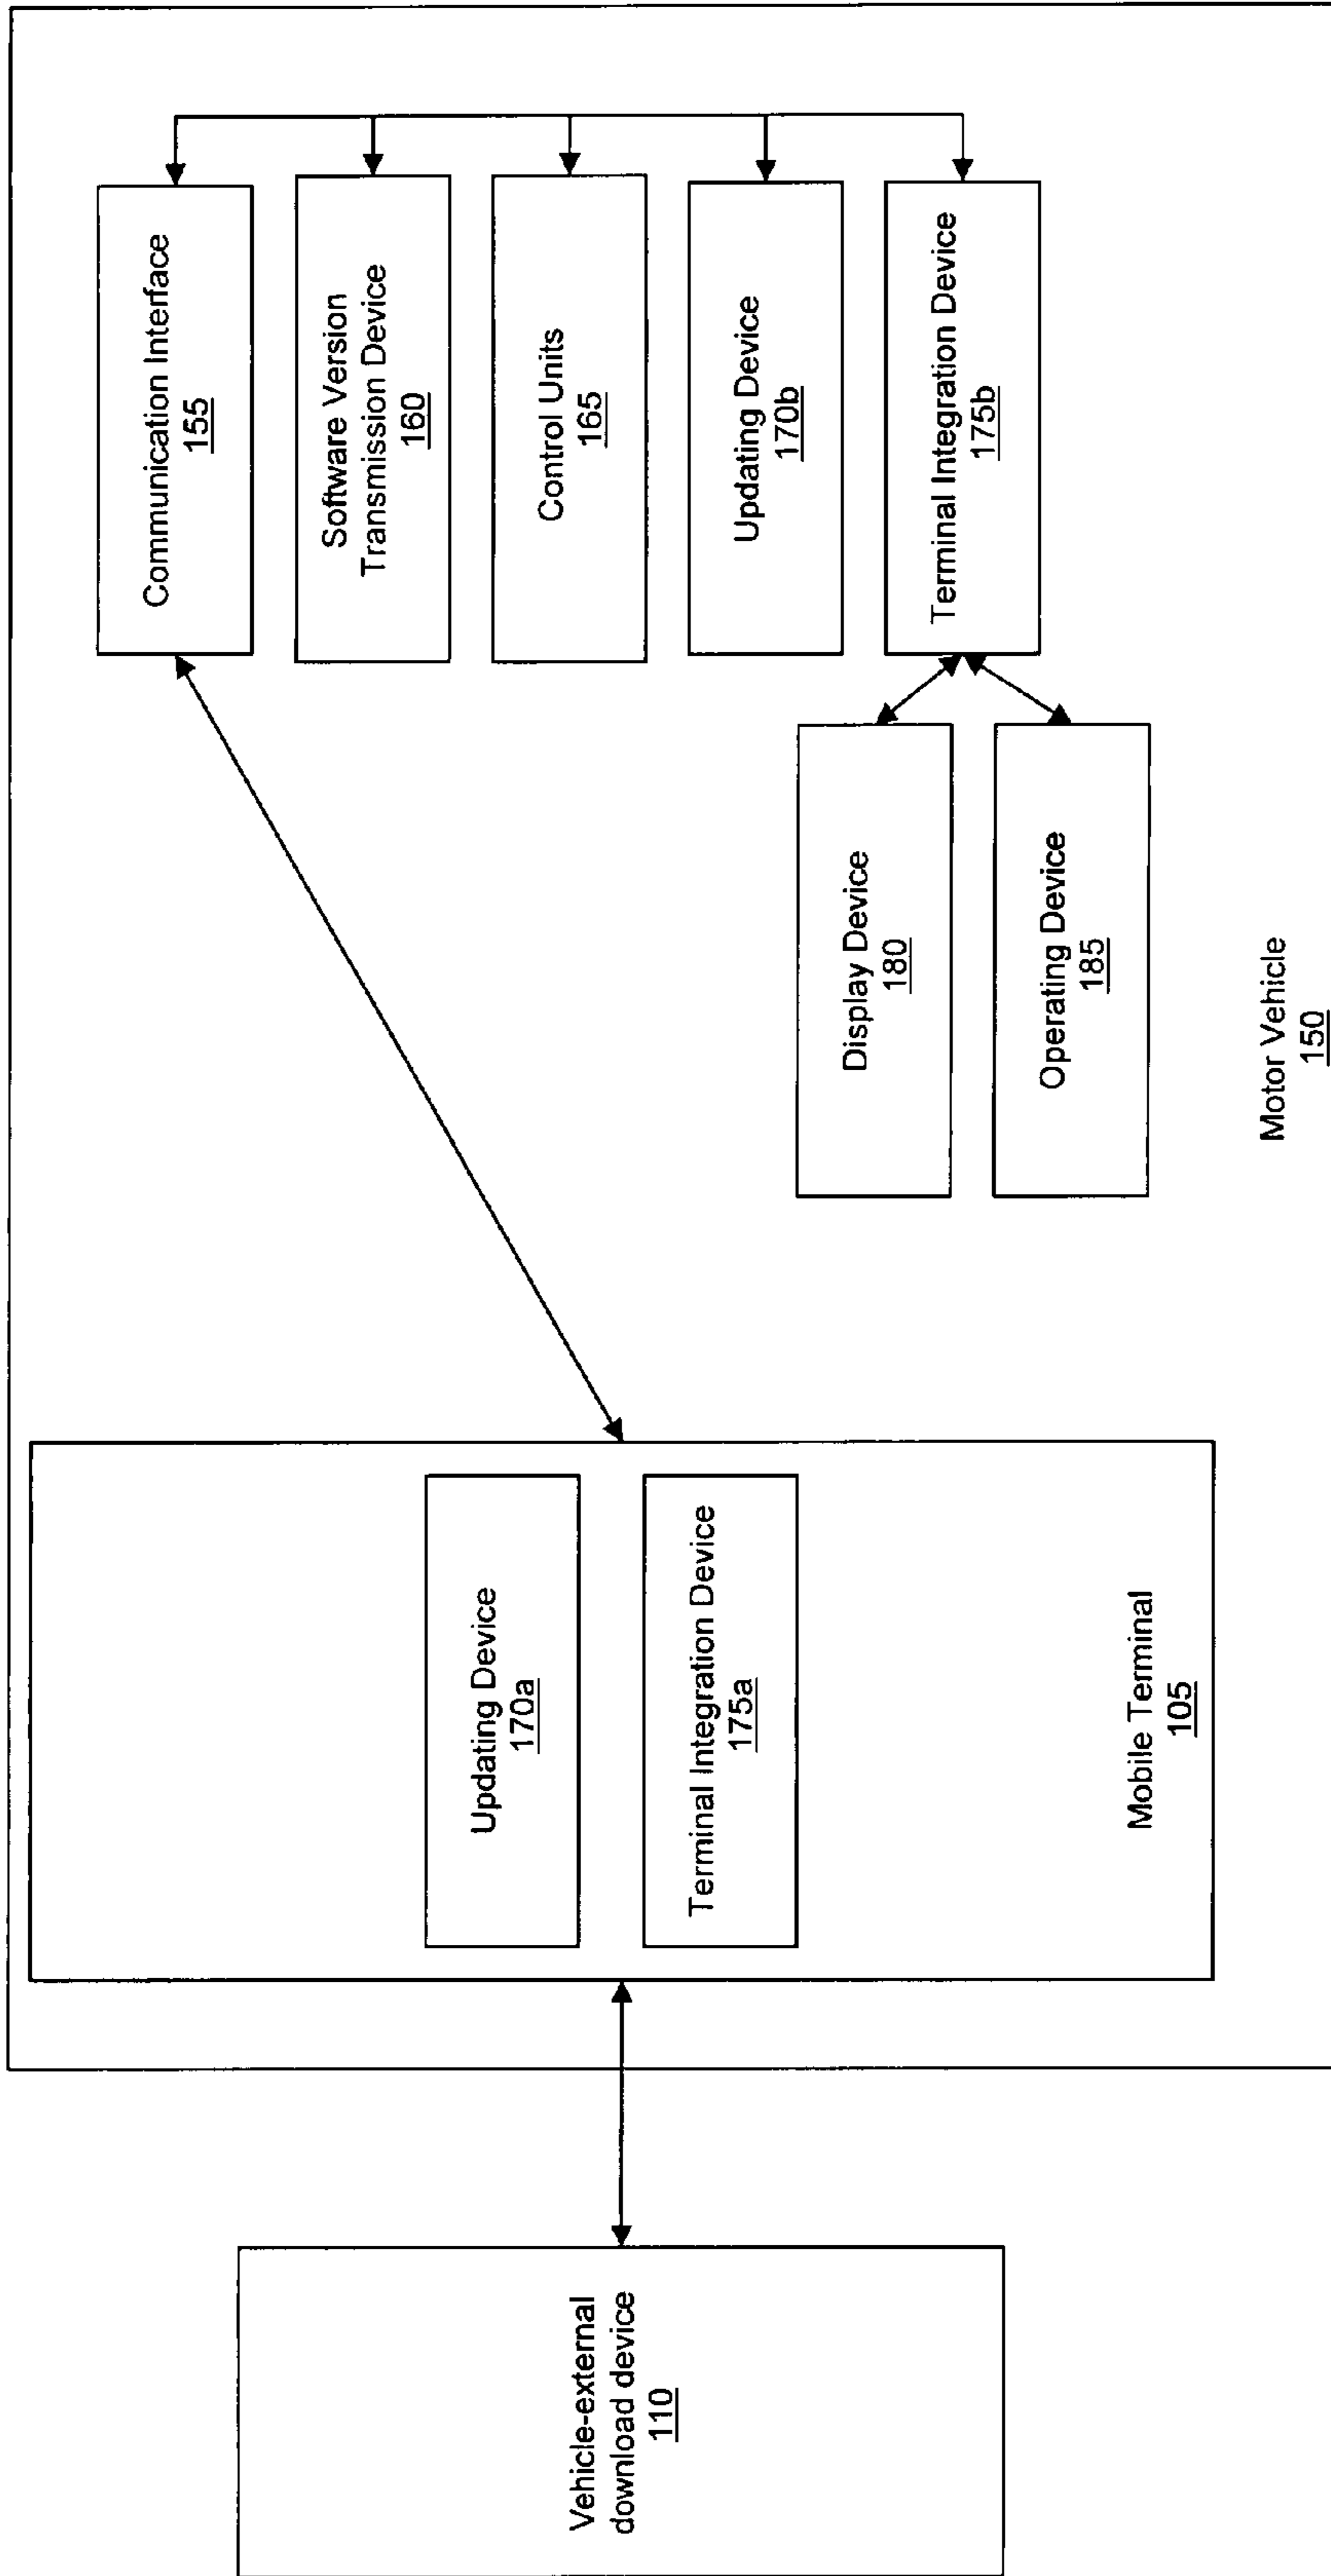 Vehicle-external
download device
110
Updating Device
170a
Terminal Integration Device
175a
Mobile Terminal
105
Communication Interface
155
Software Version
Transmission Device
160
Control Units
165
Updating Device
170b
Terminal Integration Device
175b
Display Device
180
Operating Device
185
Motor Vehicle
150